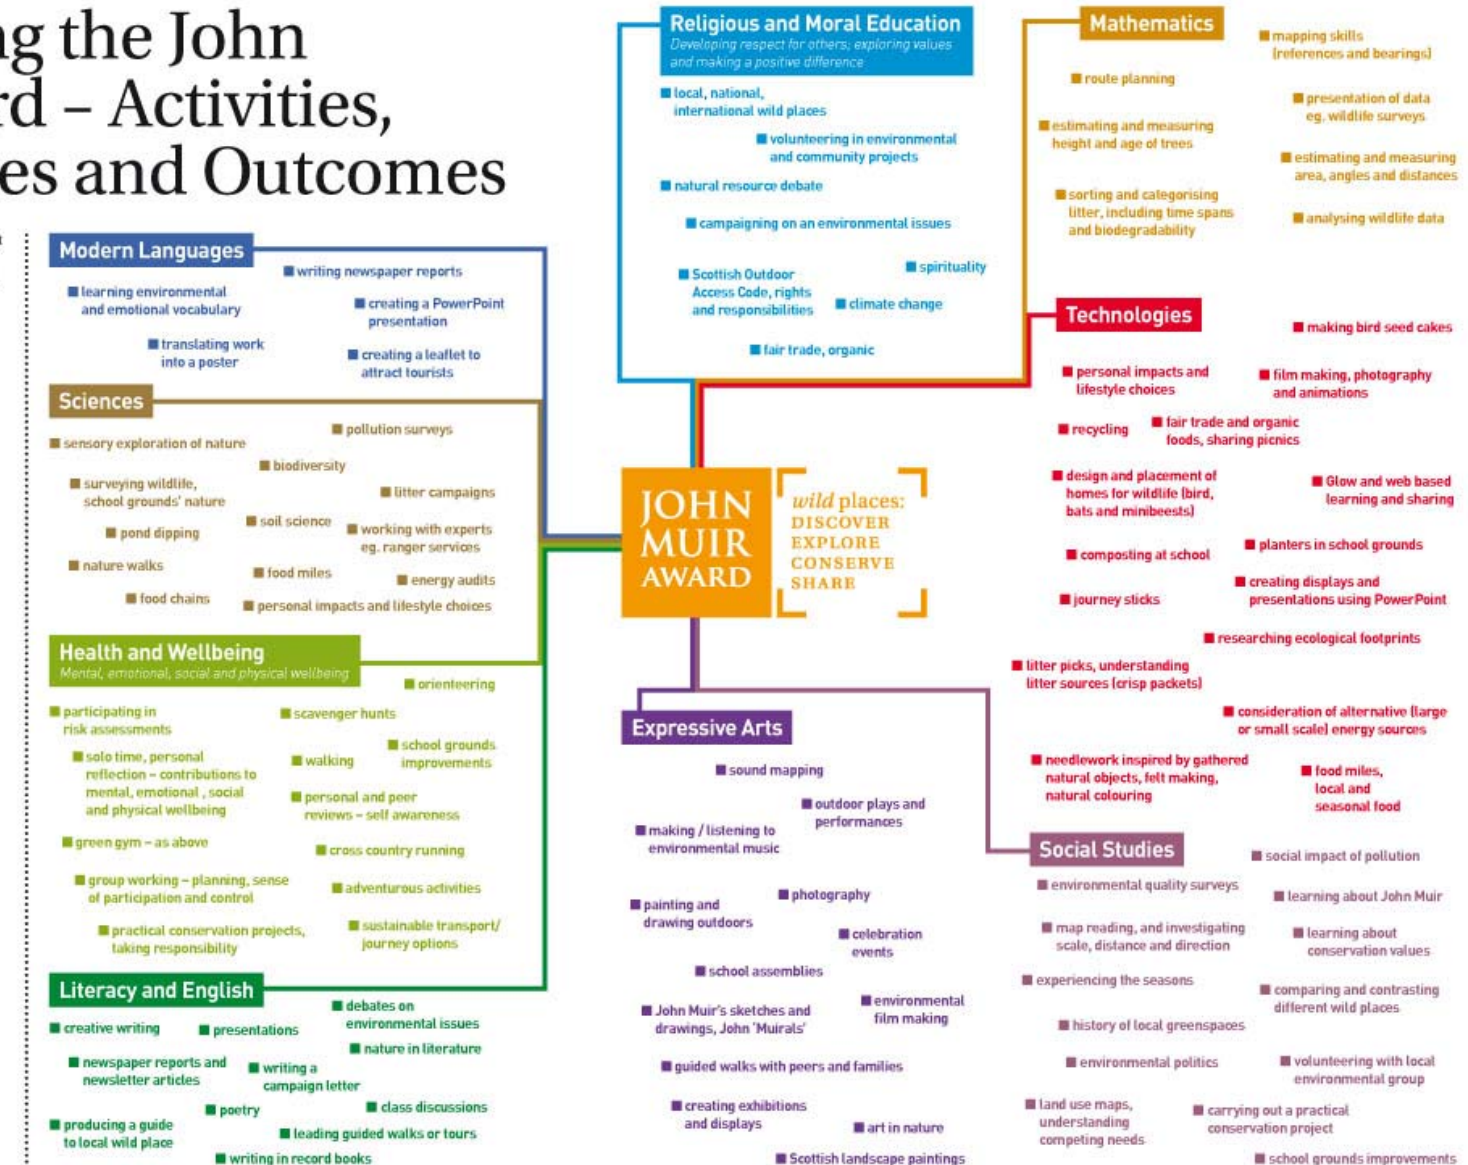 ng the John
rd – Activities,
es and Outcomes
Modern Languages
writing newspaper reports
learning environmental
and emotional vocabulary
creating a PowerPoint
presentation
translating work
into a poster
creating a leaflet to
attract tourists
Sciences
pollution surveys
sensory exploration of nature
biodiversity
surveying wildlife,
school grounds' nature
litter campaigns
soil science
working with experts
eg. ranger services
pond dipping
nature walks
food miles
energy audits
food chains
personal impacts and lifestyle choices
Health and Wellbeing
Mental, emotional, social and physical wellbeing
orienteering
participating in
risk assessments
scavenger hunts
school grounds
improvements
solo time, personal
reflection – contributions to
mental, emotional , social
and physical wellbeing
walking
personal and peer
reviews – self awareness
green gym – as above
cross country running
group working – planning, sense
of participation and control
adventurous activities
practical conservation projects,
taking responsibility
sustainable transport/
journey options
Literacy and English
debates on
environmental issues
creative writing
presentations
nature in literature
newspaper reports and
newsletter articles
writing a
campaign letter
poetry
class discussions
producing a guide
to local wild place
leading guided walks or tours
writing in record books
Religious and Moral Education
Developing respect for others; exploring values
and making a positive difference
local, national,
international wild places
volunteering in environmental
and community projects
natural resource debate
campaigning on an environmental issues
spirituality
Scottish Outdoor
Access Code, rights
and responsibilities
climate change
fair trade, organic
JOHN
MUIR
AWARD
wild places:
DISCOVER
EXPLORE
CONSERVE
SHARE
Expressive Arts
sound mapping
outdoor plays and
performances
making / listening to
environmental music
photography
painting and
drawing outdoors
celebration
events
school assemblies
John Muir's sketches and
drawings, John 'Muirals'
environmental
film making
guided walks with peers and families
creating exhibitions
and displays
art in nature
Scottish landscape paintings
Mathematics
mapping skills
(references and bearings)
route planning
presentation of data
eg. wildlife surveys
estimating and measuring
height and age of trees
estimating and measuring
area, angles and distances
sorting and categorising
litter, including time spans
and biodegradability
analysing wildlife data
Technologies
making bird seed cakes
personal impacts and
lifestyle choices
film making, photography
and animations
recycling
fair trade and organic
foods, sharing picnics
design and placement of
homes for wildlife (bird,
bats and minibeests)
Glow and web based
learning and sharing
composting at school
planters in school grounds
creating displays and
presentations using PowerPoint
journey sticks
researching ecological footprints
litter picks, understanding
litter sources (crisp packets)
consideration of alternative (large
or small scale) energy sources
needlework inspired by gathered
natural objects, felt making,
natural colouring
food miles,
local and
seasonal food
Social Studies
social impact of pollution
environmental quality surveys
learning about John Muir
map reading, and investigating
scale, distance and direction
learning about
conservation values
experiencing the seasons
comparing and contrasting
different wild places
history of local greenspaces
environmental politics
volunteering with local
environmental group
land use maps,
understanding
competing needs
carrying out a practical
conservation project
school grounds improvements